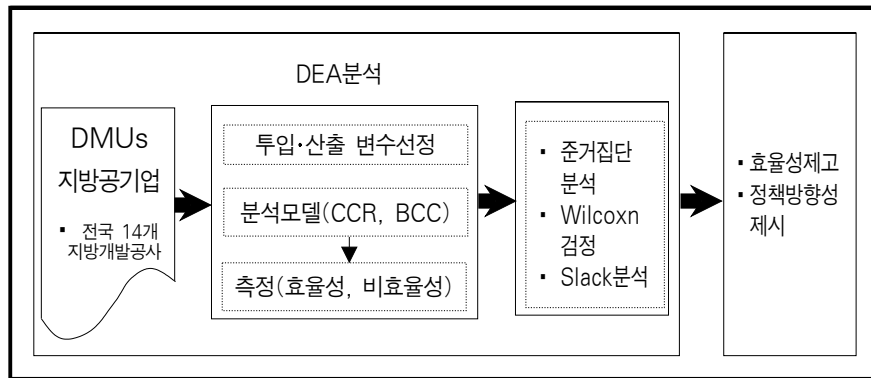 DEA분석
DMUs
지방공기업
▪ 전국 14개
지방개발공사
투입·산출 변수선정
분석모델(CCR, BCC)
측정(효율성, 비효율성)
▪ 준거집단
분석
▪ Wilcoxn
검정
▪ Slack분석
▪ 효율성제고
▪ 정책방향성
제시